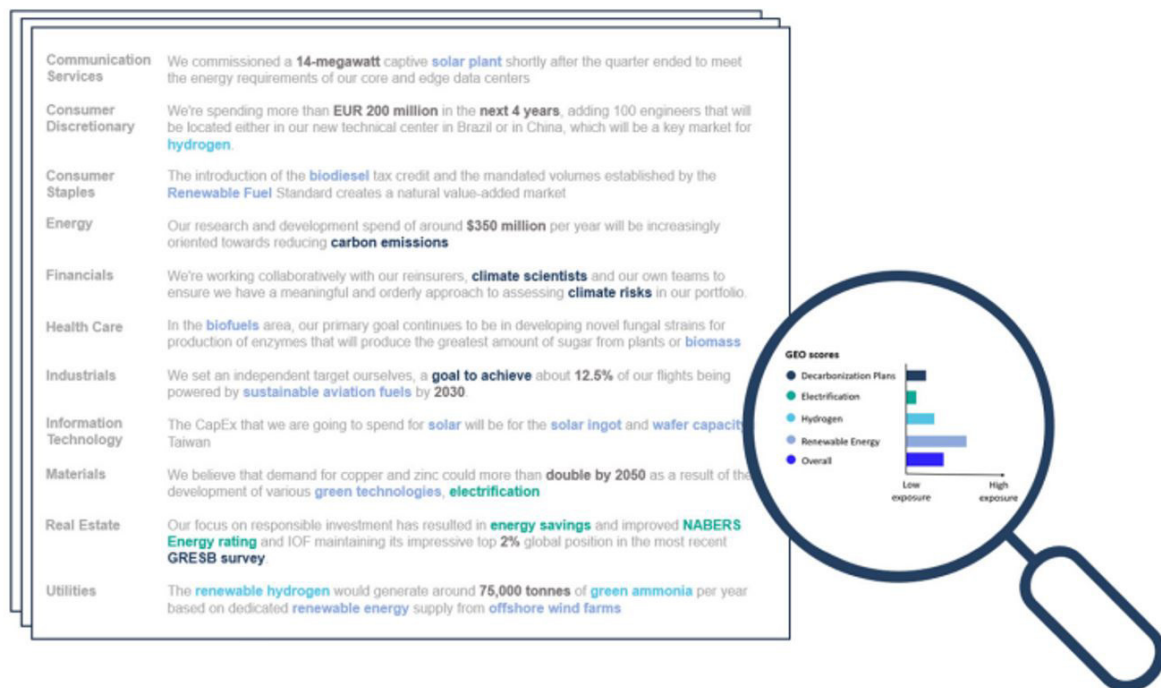 Communication Services
We commissioned a 14-megawatt captive solar plant shortly after the quarter ended to meet
the energy requirements of our core and edge data centers
Consumer Discretionary
We're spending more than EUR 200 million in the next 4 years, adding 100 engineers that will
be located either in our new technical center in Brazil or in China, which will be a key market for
hydrogen.
Consumer Staples
The introduction of the biodiesel tax credit and the mandated volumes established by the
Renewable Fuel Standard creates a natural value-added market
Energy
Our research and development spend of around $350 million per year will be increasingly
oriented towards reducing carbon emissions
Financials
We're working collaboratively with our reinsurers, climate scientists and our own teams to
ensure we have a meaningful and orderly approach to assessing climate risks in our portfolio.
Health Care
In the biofuels area, our primary goal continues to be in developing novel fungal strains for
production of enzymes that will produce the greatest amount of sugar from plants or biomass
Industrials
We set an independent target ourselves, a goal to achieve about 12.5% of our flights being
powered by sustainable aviation fuels by 2030.
Information Technology
The CapEx that we are going to spend for solar will be for the solar ingot and wafer capacity
Taiwan
Materials
We believe that demand for copper and zinc could more than double by 2050 as a result of the
development of various green technologies, electrification
Real Estate
Our focus on responsible investment has resulted in energy savings and improved NABERS
Energy rating and IOF maintaining its impressive top 2% global position in the most recent
GRESB survey.
Utilities
The renewable hydrogen would generate around 75,000 tonnes of green ammonia per year
based on dedicated renewable energy supply from offshore wind farms
GEO scores
Decarbonization Plans
Electrification
Hydrogen
Renewable Energy
Overall
Low exposure
High exposure